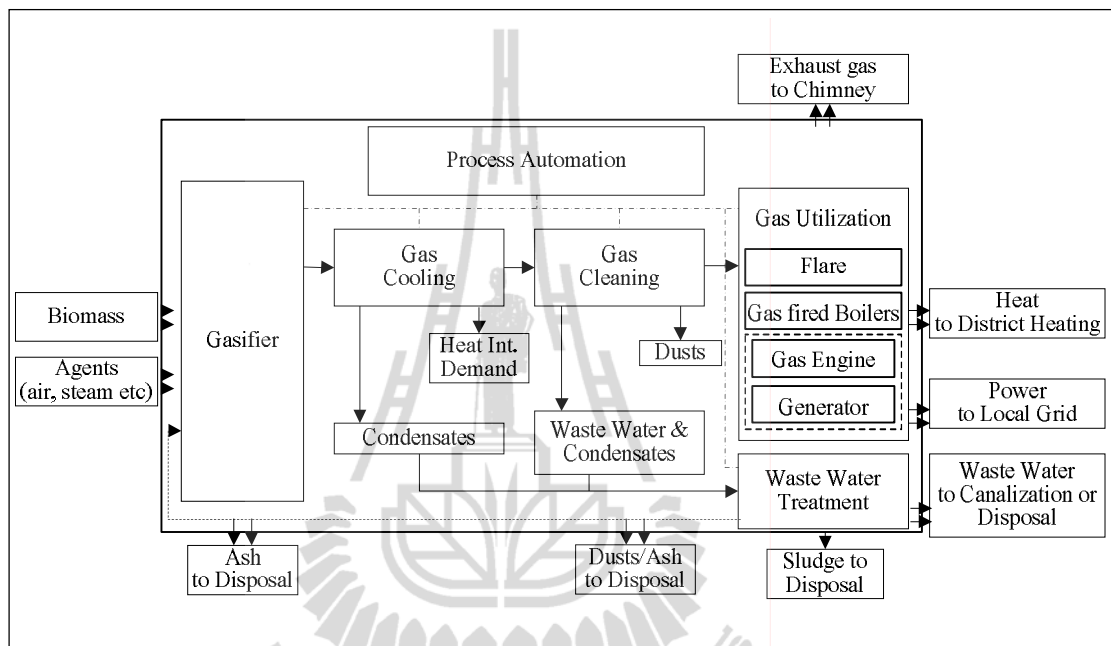 Exhaust gas
to Chimney
Process Automation
Gasifier
Gas
Cooling
Gas
Cleaning
Gas Utilization
Flare
Gas fired Boilers
Gas Engine
Generator
Biomass
Agents
(air, steam etc)
Heat Int.
Demand
Dusts
Condensates
Waste Water &
Condensates
Waste Water
Treatment
Heat
to District Heating
Power
to Local Grid
Waste Water
to Canalization or
Disposal
Ash
to Disposal
Dusts/Ash
to Disposal
Sludge to
Disposal